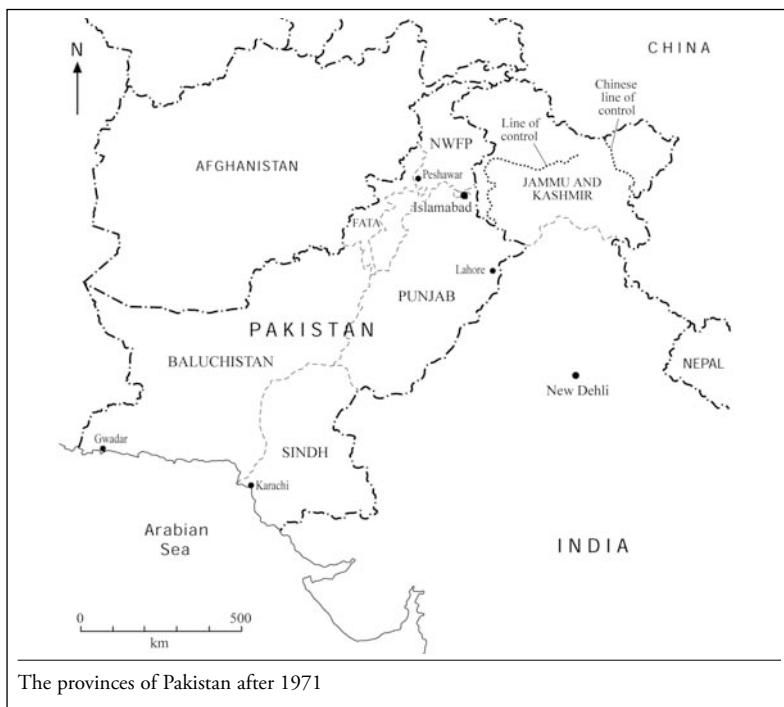 N
CHINA
Chinese
line of
control
Line of
control
NWFP
AFGHANISTAN
Peshawar
JAMMU AND
KASHMIR
Islamabad
FATA
Lahore
PUNJAB
PAKISTAN
BALUCHISTAN
NEPAL
New Dehli
Gwadar
SINDH
Karachi
Arabian
Sea
INDIA
0
500
km
The provinces of Pakistan after 1971